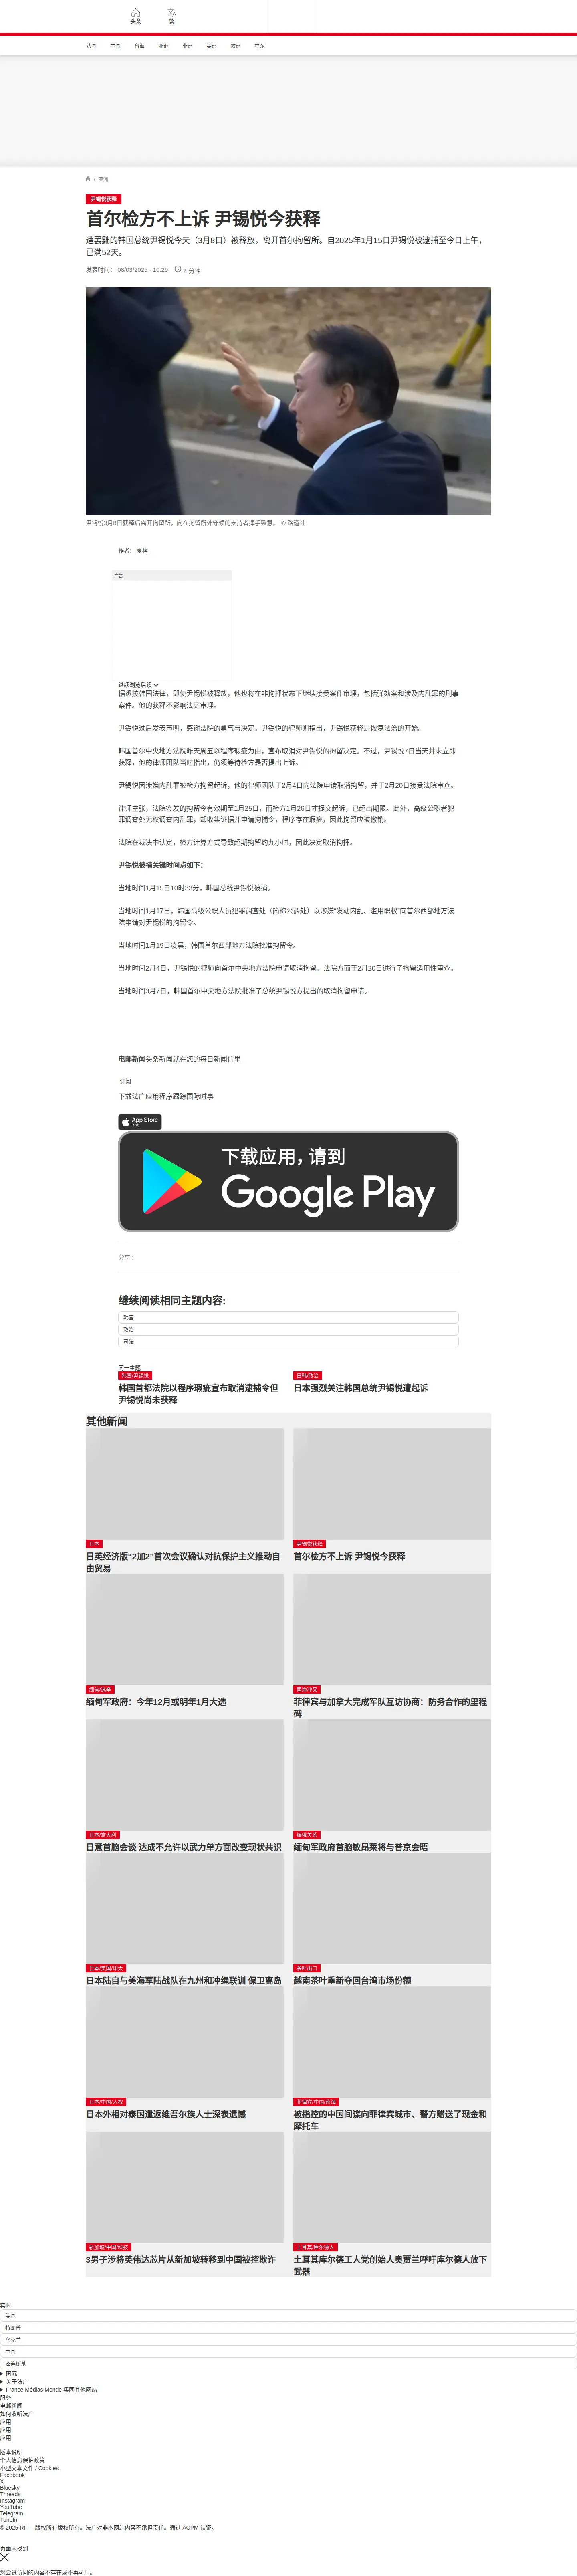 头条
繁
法国 中国 台海 亚洲 非洲 美洲 欧洲 中东
/ 亚洲
尹锡悦获释
首尔检方不上诉 尹锡悦今获释
遭罢黜的韩国总统尹锡悦今天（3月8日）被释放，离开首尔拘留所。自2025年1月15日尹锡悦被逮捕至今日上午，
已满52天。
发表时间： 08/03/2025 - 10:29 4 分钟
尹锡悦3月8日获释后离开拘留所，向在拘留所外守候的支持者挥手致意。 © 路透社
作者： 夏榕
广告
继续浏览后续
据悉按韩国法律，即使尹锡悦被释放，他也将在非拘押状态下继续接受案件审理，包括弹劾案和涉及内乱罪的刑事
案件。他的获释不影响法庭审理。
尹锡悦过后发表声明，感谢法院的勇气与决定。尹锡悦的律师则指出，尹锡悦获释是恢复法治的开始。
韩国首尔中央地方法院昨天周五以程序瑕疵为由，宣布取消对尹锡悦的拘留决定。不过，尹锡悦7日当天并未立即
获释，他的律师团队当时指出，仍须等待检方是否提出上诉。
尹锡悦因涉嫌内乱罪被检方拘留起诉，他的律师团队于2月4日向法院申请取消拘留，并于2月20日接受法院审查。
律师主张，法院签发的拘留令有效期至1月25日，而检方1月26日才提交起诉，已超出期限。此外，高级公职者犯
罪调查处无权调查内乱罪，却收集证据并申请拘捕令，程序存在瑕疵，因此拘留应被撤销。
法院在裁决中认定，检方计算方式导致超期拘留约九小时，因此决定取消拘押。
尹锡悦被捕关键时间点如下：
当地时间1月15日10时33分，韩国总统尹锡悦被捕。
当地时间1月17日，韩国高级公职人员犯罪调查处（简称公调处）以涉嫌“发动内乱、滥用职权”向首尔西部地方法
院申请对尹锡悦的拘留令。
当地时间1月19日凌晨，韩国首尔西部地方法院批准拘留令。
当地时间2月4日，尹锡悦的律师向首尔中央地方法院申请取消拘留。法院方面于2月20日进行了拘留适用性审查。
当地时间3月7日，韩国首尔中央地方法院批准了总统尹锡悦方提出的取消拘留申请。
电邮新闻头条新闻就在您的每日新闻信里
订阅
下载法广应用程序跟踪国际时事
App Store
下载
下载应用，请到
Google Play
分享 :
继续阅读相同主题内容:
韩国
政治
司法
同一主题
韩国/尹锡悦
韩国首都法院以程序瑕疵宣布取消逮捕令但
尹锡悦尚未获释
日韩/政治
日本强烈关注韩国总统尹锡悦遭起诉
其他新闻
日本
日英经济版“2加2”首次会议确认对抗保护主义推动自
由贸易
尹锡悦获释
首尔检方不上诉 尹锡悦今获释
缅甸/选举
缅甸军政府：今年12月或明年1月大选
南海冲突
菲律宾与加拿大完成军队互访协商：防务合作的里程
碑
日本/意大利
日意首脑会谈 达成不允许以武力单方面改变现状共识
缅俄关系
缅甸军政府首脑敏昂莱将与普京会晤
日本/美国/印太
日本陆自与美海军陆战队在九州和冲绳联训 保卫离岛
茶叶出口
越南茶叶重新夺回台湾市场份额
日本/中国/人权
日本外相对泰国遣返维吾尔族人士深表遗憾
菲律宾/中国/南海
被指控的中国间谍向菲律宾城市、警方赠送了现金和
摩托车
新加坡/中国/科技
3男子涉将英伟达芯片从新加坡转移到中国被控欺诈
土耳其/库尔德人
土耳其库尔德工人党创始人奥贾兰呼吁库尔德人放下
武器
实时
美国
特朗普
乌克兰
中国
泽连斯基
国际
关于法广
France Médias Monde 集团其他网站
服务
电邮新闻
如何收听法广
应用
应用
应用
版本说明
个人信息保护政策
小型文本文件 / Cookies
Facebook
X
Bluesky
Threads
Instagram
YouTube
Telegram
TuneIn
© 2025 RFI – 版权所有版权所有。法广对非本网站内容不承担责任。通过 ACPM 认证。
页面未找到
您尝试访问的内容不存在或不再可用。